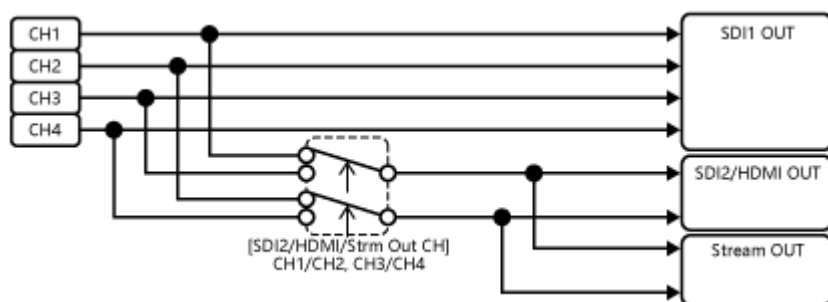 CH1
SDI1 OUT
CH2
CH3
CH4
SDI2/HDMI OUT
[SDI2/HDMI/Strm Out CH]
CH1/CH2, CH3/CH4
Stream OUT